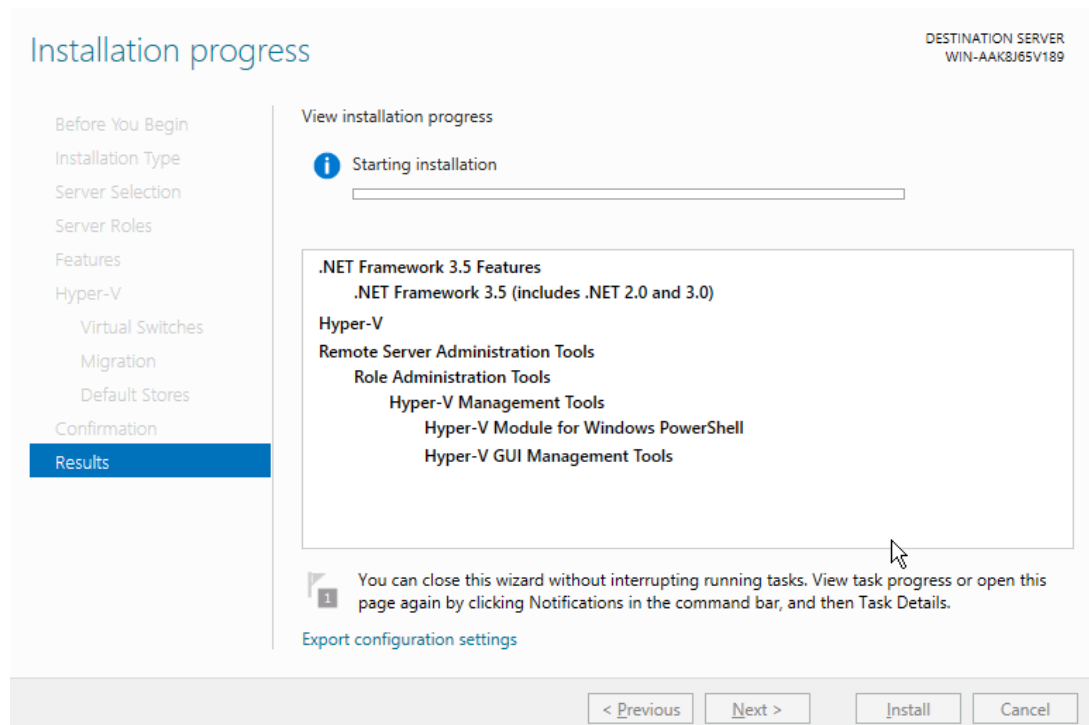 Installation progress
DESTINATION SERVER
WIN-AAK8J65V189
Before You Begin
Installation Type
Server Selection
Server Roles
Features
Hyper-V
Virtual Switches
Migration
Default Stores
Confirmation
Results
View installation progress
Starting installation
.NET Framework 3.5 Features
.NET Framework 3.5 (includes .NET 2.0 and 3.0)
Hyper-V
Remote Server Administration Tools
Role Administration Tools
Hyper-V Management Tools
Hyper-V Module for Windows PowerShell
Hyper-V GUI Management Tools
1
You can close this wizard without interrupting running tasks. View task progress or open this
page again by clicking Notifications in the command bar, and then Task Details.
Export configuration settings
< Previous
Next >
Install
Cancel